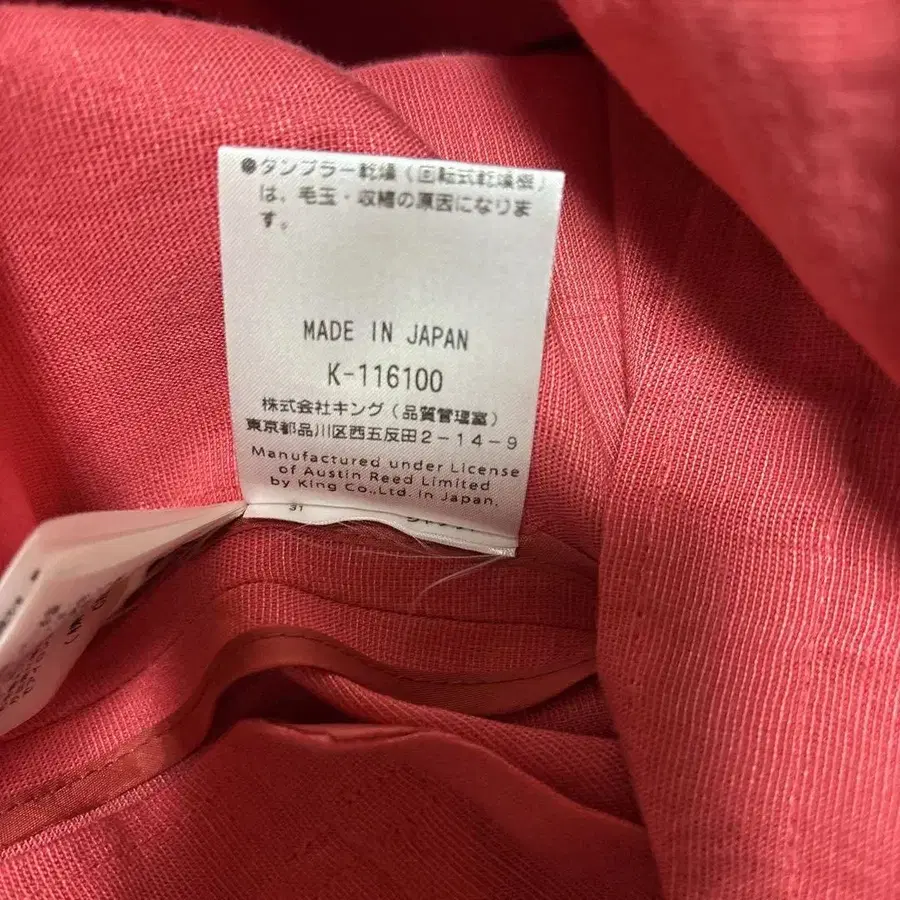 ●タンブラー乾燥（回転式乾燥機）
は、毛玉・収縮の原因になりま
す。
MADE IN JAPAN
K-116100
株式会社キング（品質管理室）
東京都品川区西五反田2-14-9
Manufactured under License
of Austin Reed Limited
by King Co.,Ltd. in Japan.
31